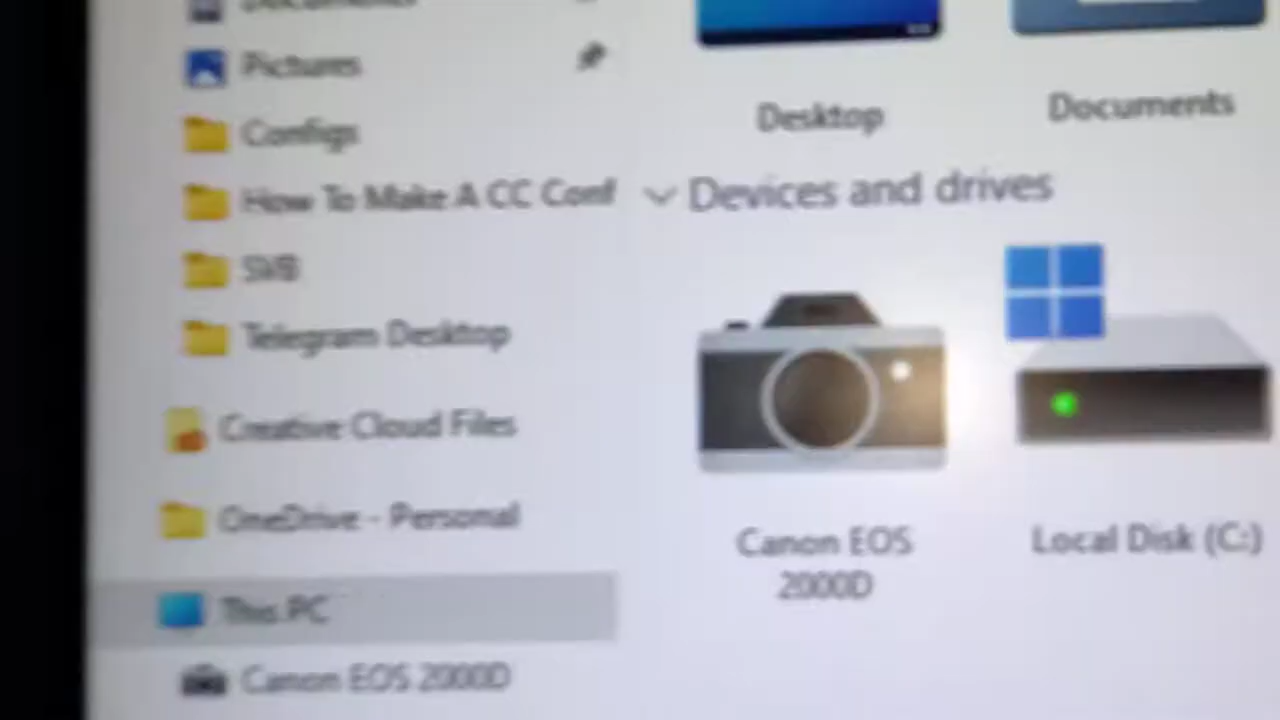 Documents
Pictures
Configs
How To Make A CC Conf
SVB
Telegram Desktop
Creative Cloud Files
OneDrive - Personal
This PC
Canon EOS 2000D
Desktop
Documents
Devices and drives
Canon EOS
2000D
Local Disk (C:)